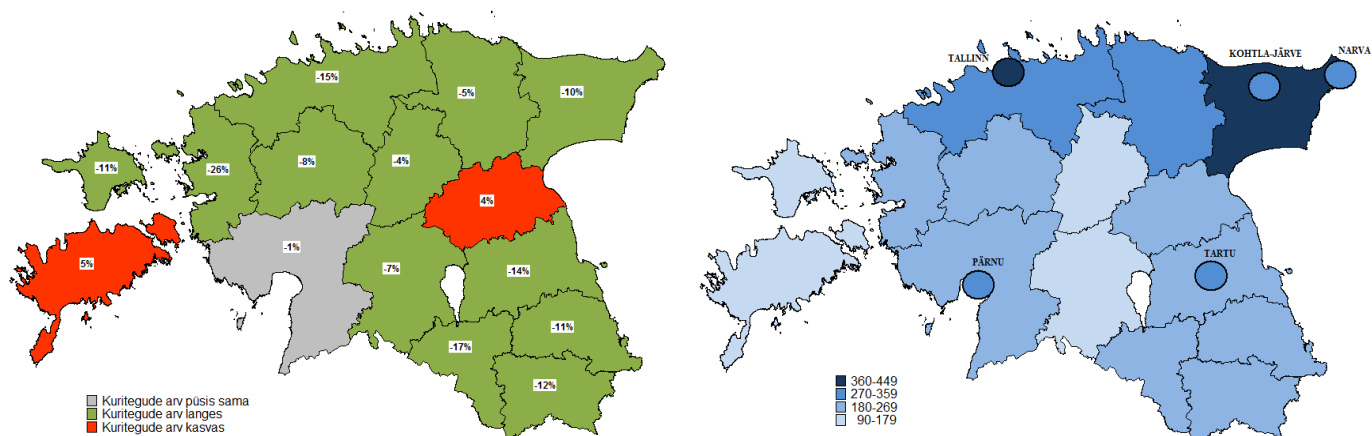 -15%
-5%
-10%
-11%
-26%
-8%
-4%
4%
5%
-1%
-7%
-14%
-11%
-17%
-12%
Kuritegude arv püsis sama
Kuritegude arv langes
Kuritegude arv kasvas
TALLINN
KOHTLA-JÄRVE
NARVA
PÄRNU
TARTU
360-449
270-359
180-269
90-179